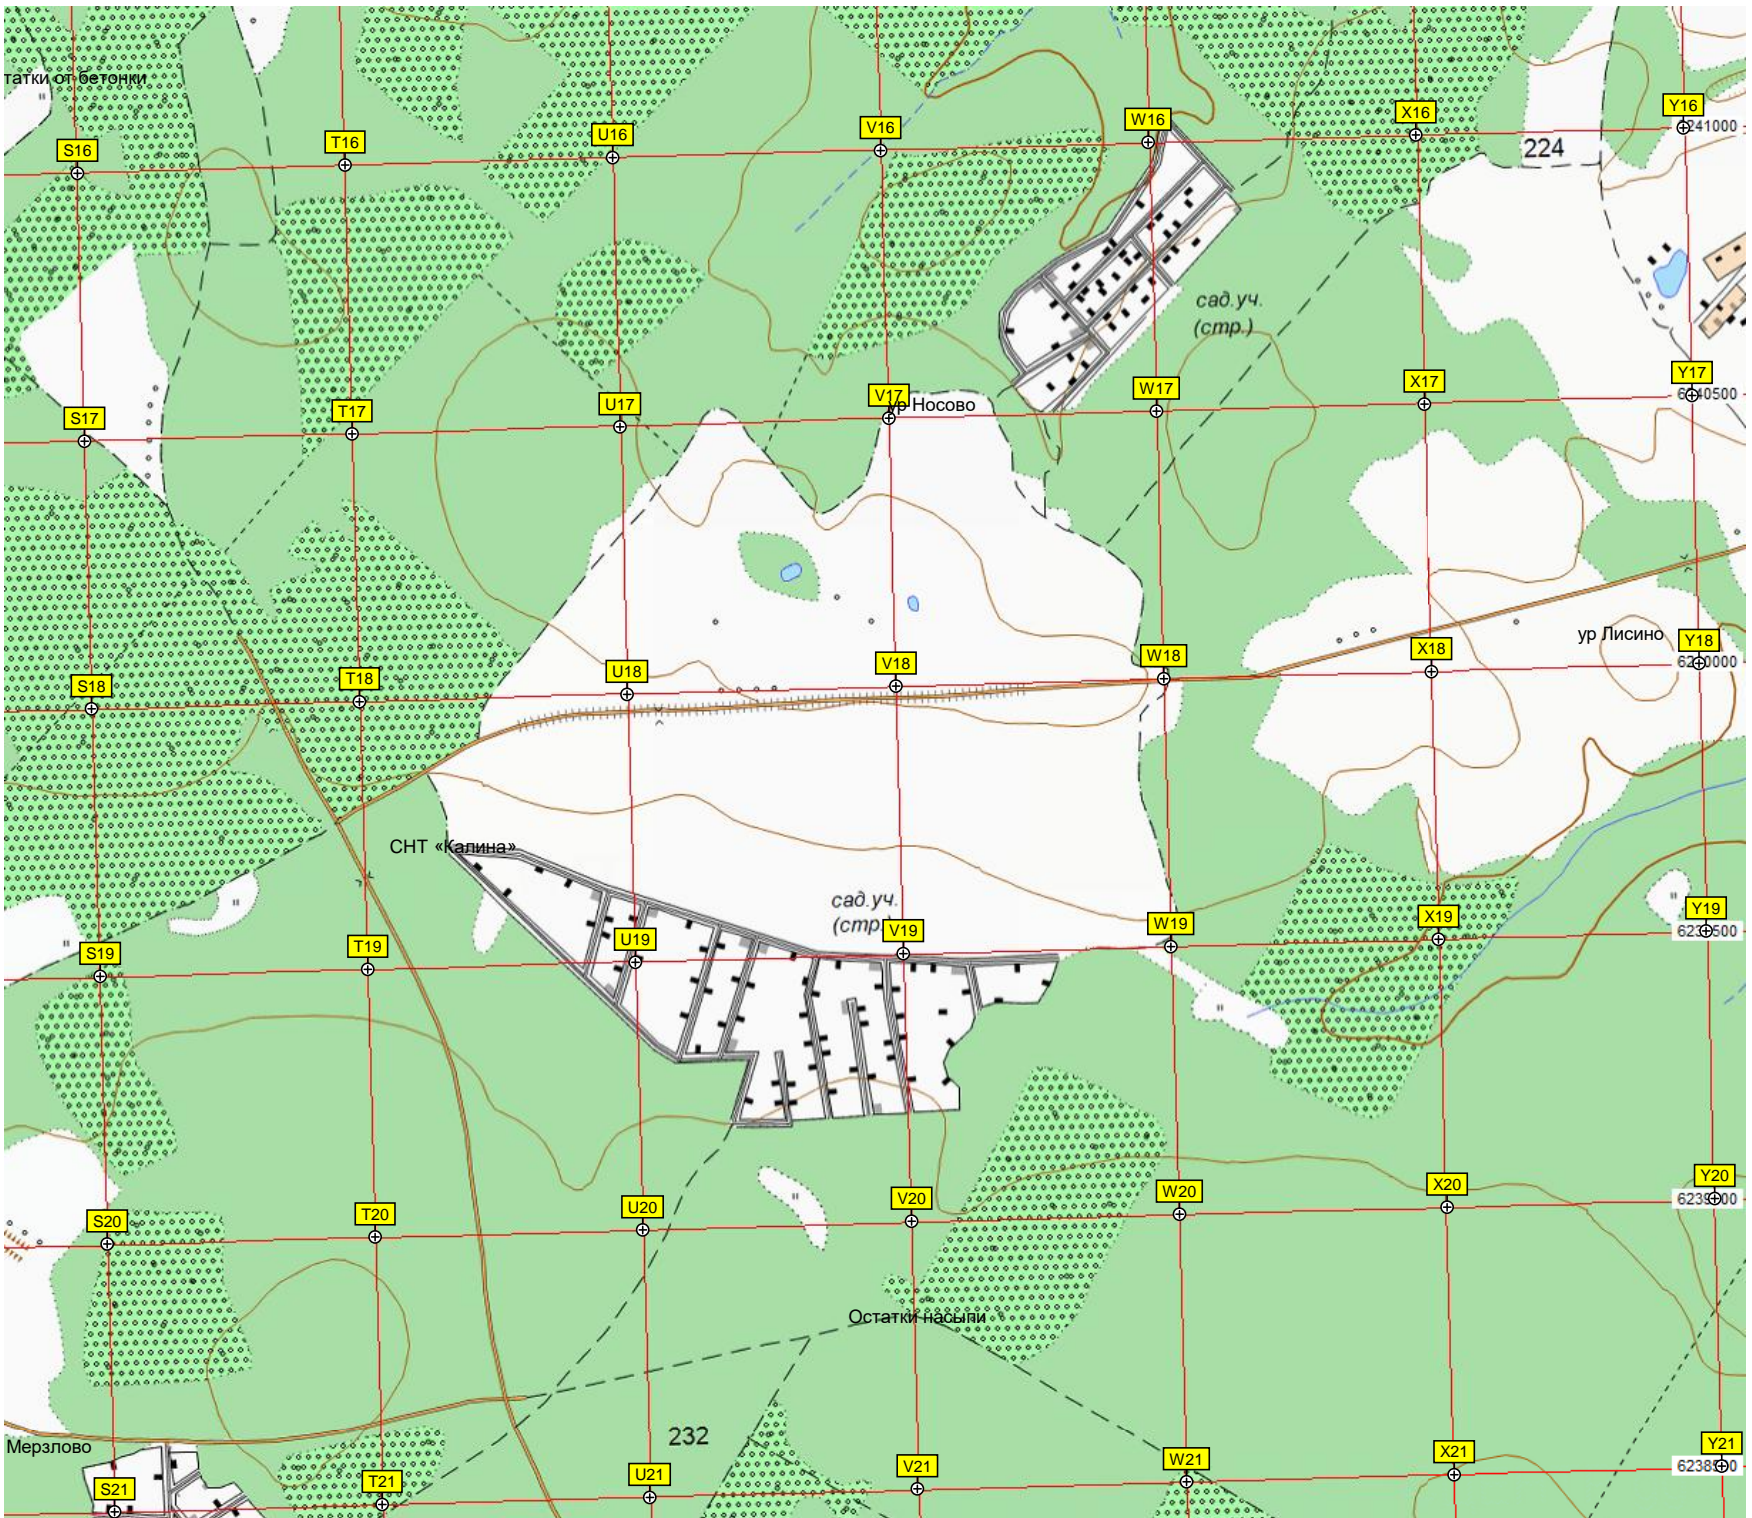 татки от бетонки
S16
T16
U16
V16
W16
X16
Y16
241000
224
сад.уч.
(стр.)
S17
T17
U17
V17
ур Носово
W17
X17
Y17
S18
T18
U18
V18
W18
X18
ур Лисино
Y18
СНТ «Калина»
сад.уч.
S19
T19
U19
V19
W19
X19
Y19
S20
T20
U20
V20
W20
X20
Y20
Остатки насыпи
232
Мерзлово
S21
T21
U21
V21
W21
X21
Y21